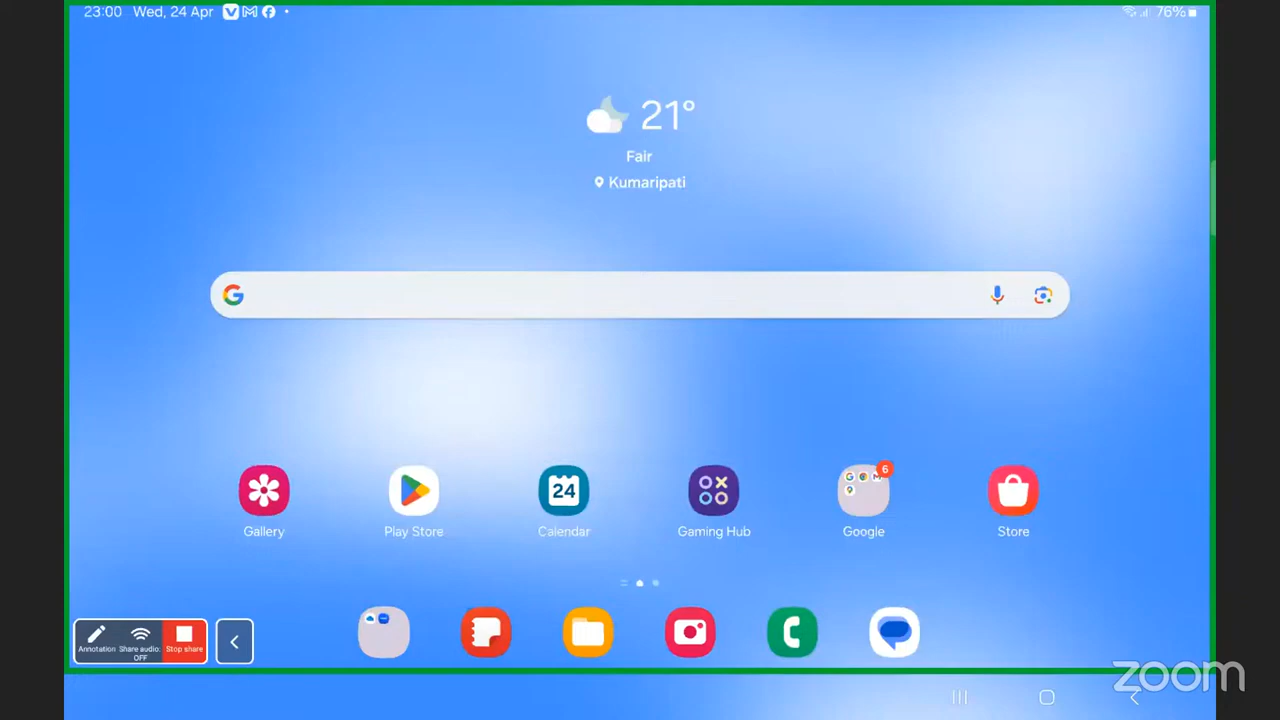 23:00 Wed, 24 Apr
76%
21°
Fair
Kumaripati
24
6
Gallery
Play Store
Calendar
Gaming Hub
Google
Store
Annotation
Share audio: OFF
Stop share
zoom